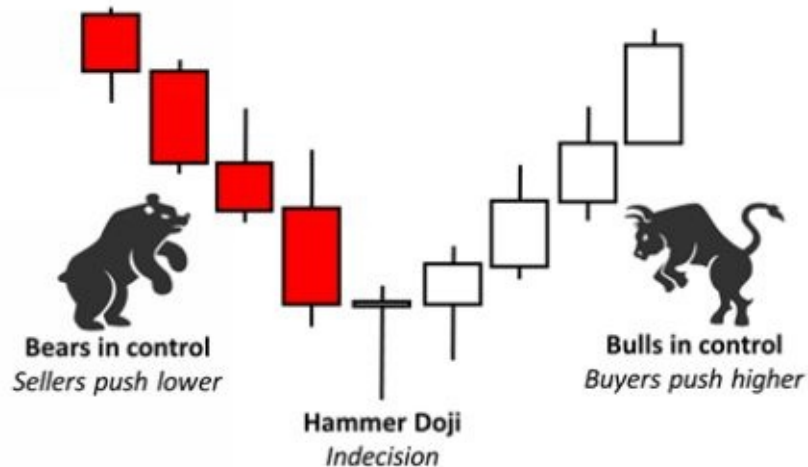 Bears in control
Sellers push lower
Hammer Doji
Indecision
Bulls in control
Buyers push higher